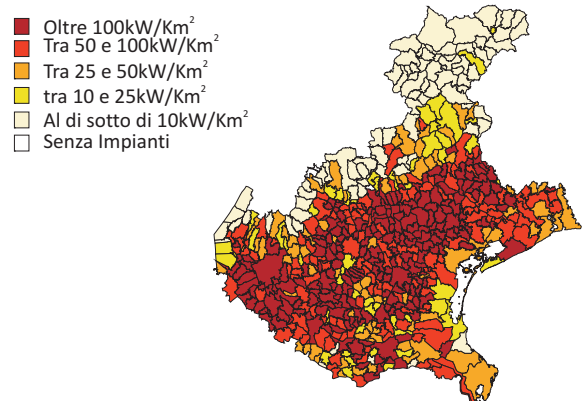 Oltre 100kW/Km²
Tra 50 e 100kW/Km²
Tra 25 e 50kW/Km²
tra 10 e 25kW/Km²
Al di sotto di 10kW/Km²
Senza Impianti